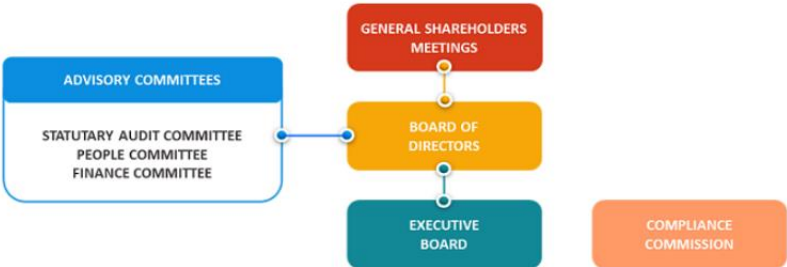 GENERAL SHAREHOLDERS
MEETINGS
ADVISORY COMMITTEES
STATUTARY AUDIT COMMITTEE
PEOPLE COMMITTEE
FINANCE COMMITTEE
BOARD OF
DIRECTORS
EXECUTIVE
BOARD
COMPLIANCE
COMMISSION